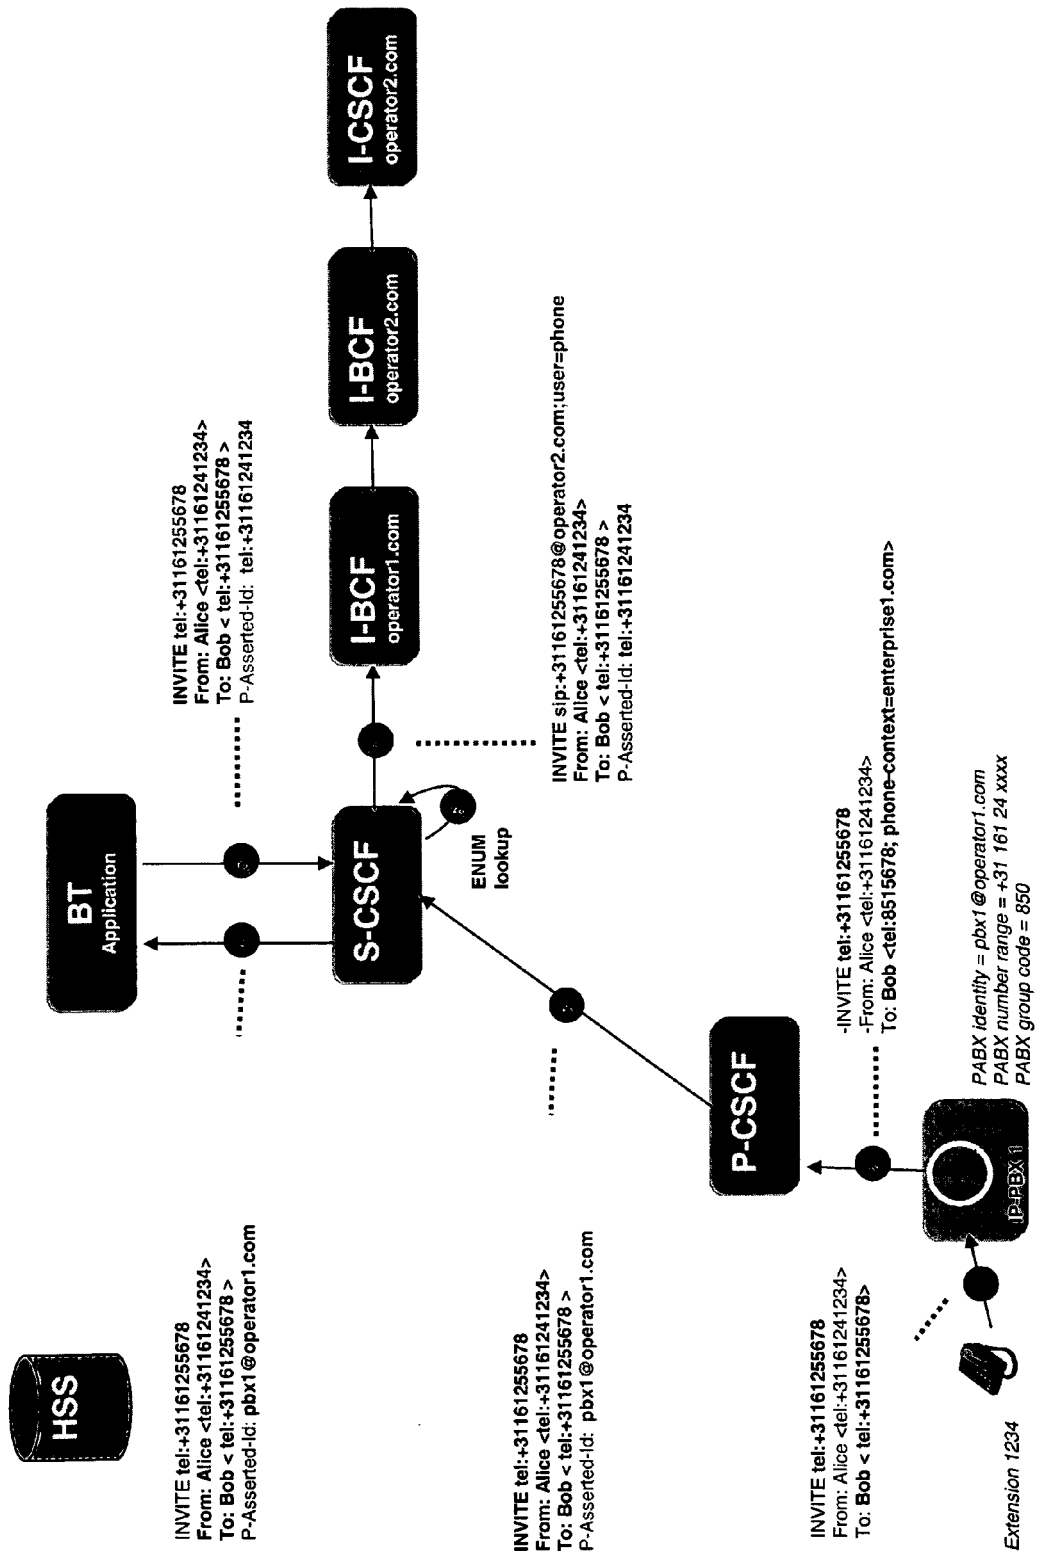 HSS
INVITE tel:+31161255678
From: Alice <tel:+31161241234>
To: Bob < tel:+31161255678 >
P-Asserted-Id: pbx1@operator1.com
BT
Application
INVITE tel:+31161255678
From: Alice <tel:+31161241234>
To: Bob < tel:+31161255678 >
P-Asserted-Id: tel:+31161241234
S-CSCF
ENUM
lookup
I-BCF
operator1.com
I-BCF
operator2.com
I-CSCF
operator2.com
INVITE tel:+31161255678
From: Alice <tel:+31161241234>
To: Bob < tel:+31161255678 >
P-Asserted-Id: pbx1@operator1.com
INVITE sip:+31161255678@operator2.com;user=phone
From: Alice <tel:+31161241234>
To: Bob < tel:+31161255678 >
P-Asserted-Id: tel:+31161241234
P-CSCF
INVITE tel:+31161255678
From: Alice <tel:+31161241234>
To: Bob < tel:+31161255678>
-INVITE tel:+31161255678
-From: Alice <tel:+31161241234>
To: Bob <tel:8515678; phone-context=enterprise1.com>
Extension 1234
IP-PBX 1
PABX identity = pbx1@operator1.com
PABX number range = +31 161 24 xxxx
PABX group code = 850